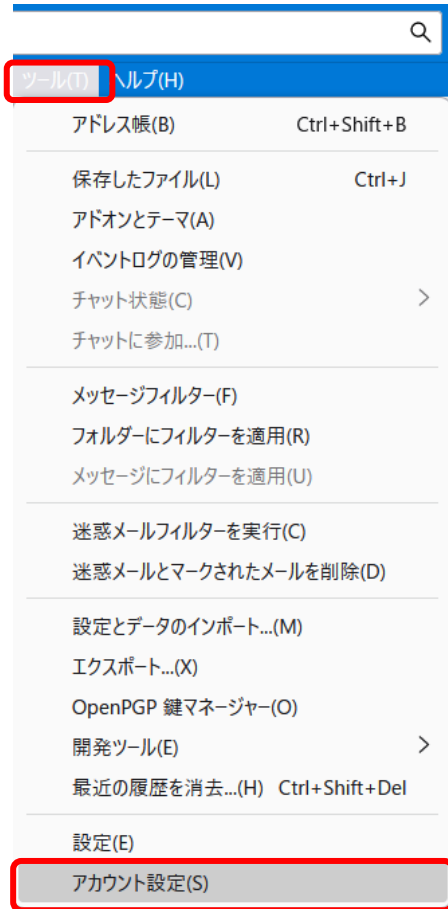 ツール(T) ヘルプ(H)
アドレス帳(B) Ctrl+Shift+B
保存したファイル(L) Ctrl+J
アドオンとテーマ(A)
イベントログの管理(V)
チャット状態(C)
チャットに参加...(T)
メッセージフィルター(F)
フォルダーにフィルターを適用(R)
メッセージにフィルターを適用(U)
迷惑メールフィルターを実行(C)
迷惑メールとマークされたメールを削除(D)
設定とデータのインポート...(M)
エクスポート...(X)
OpenPGP 鍵マネージャー(O)
開発ツール(E)
最近の履歴を消去...(H) Ctrl+Shift+Del
設定(E)
アカウント設定(S)